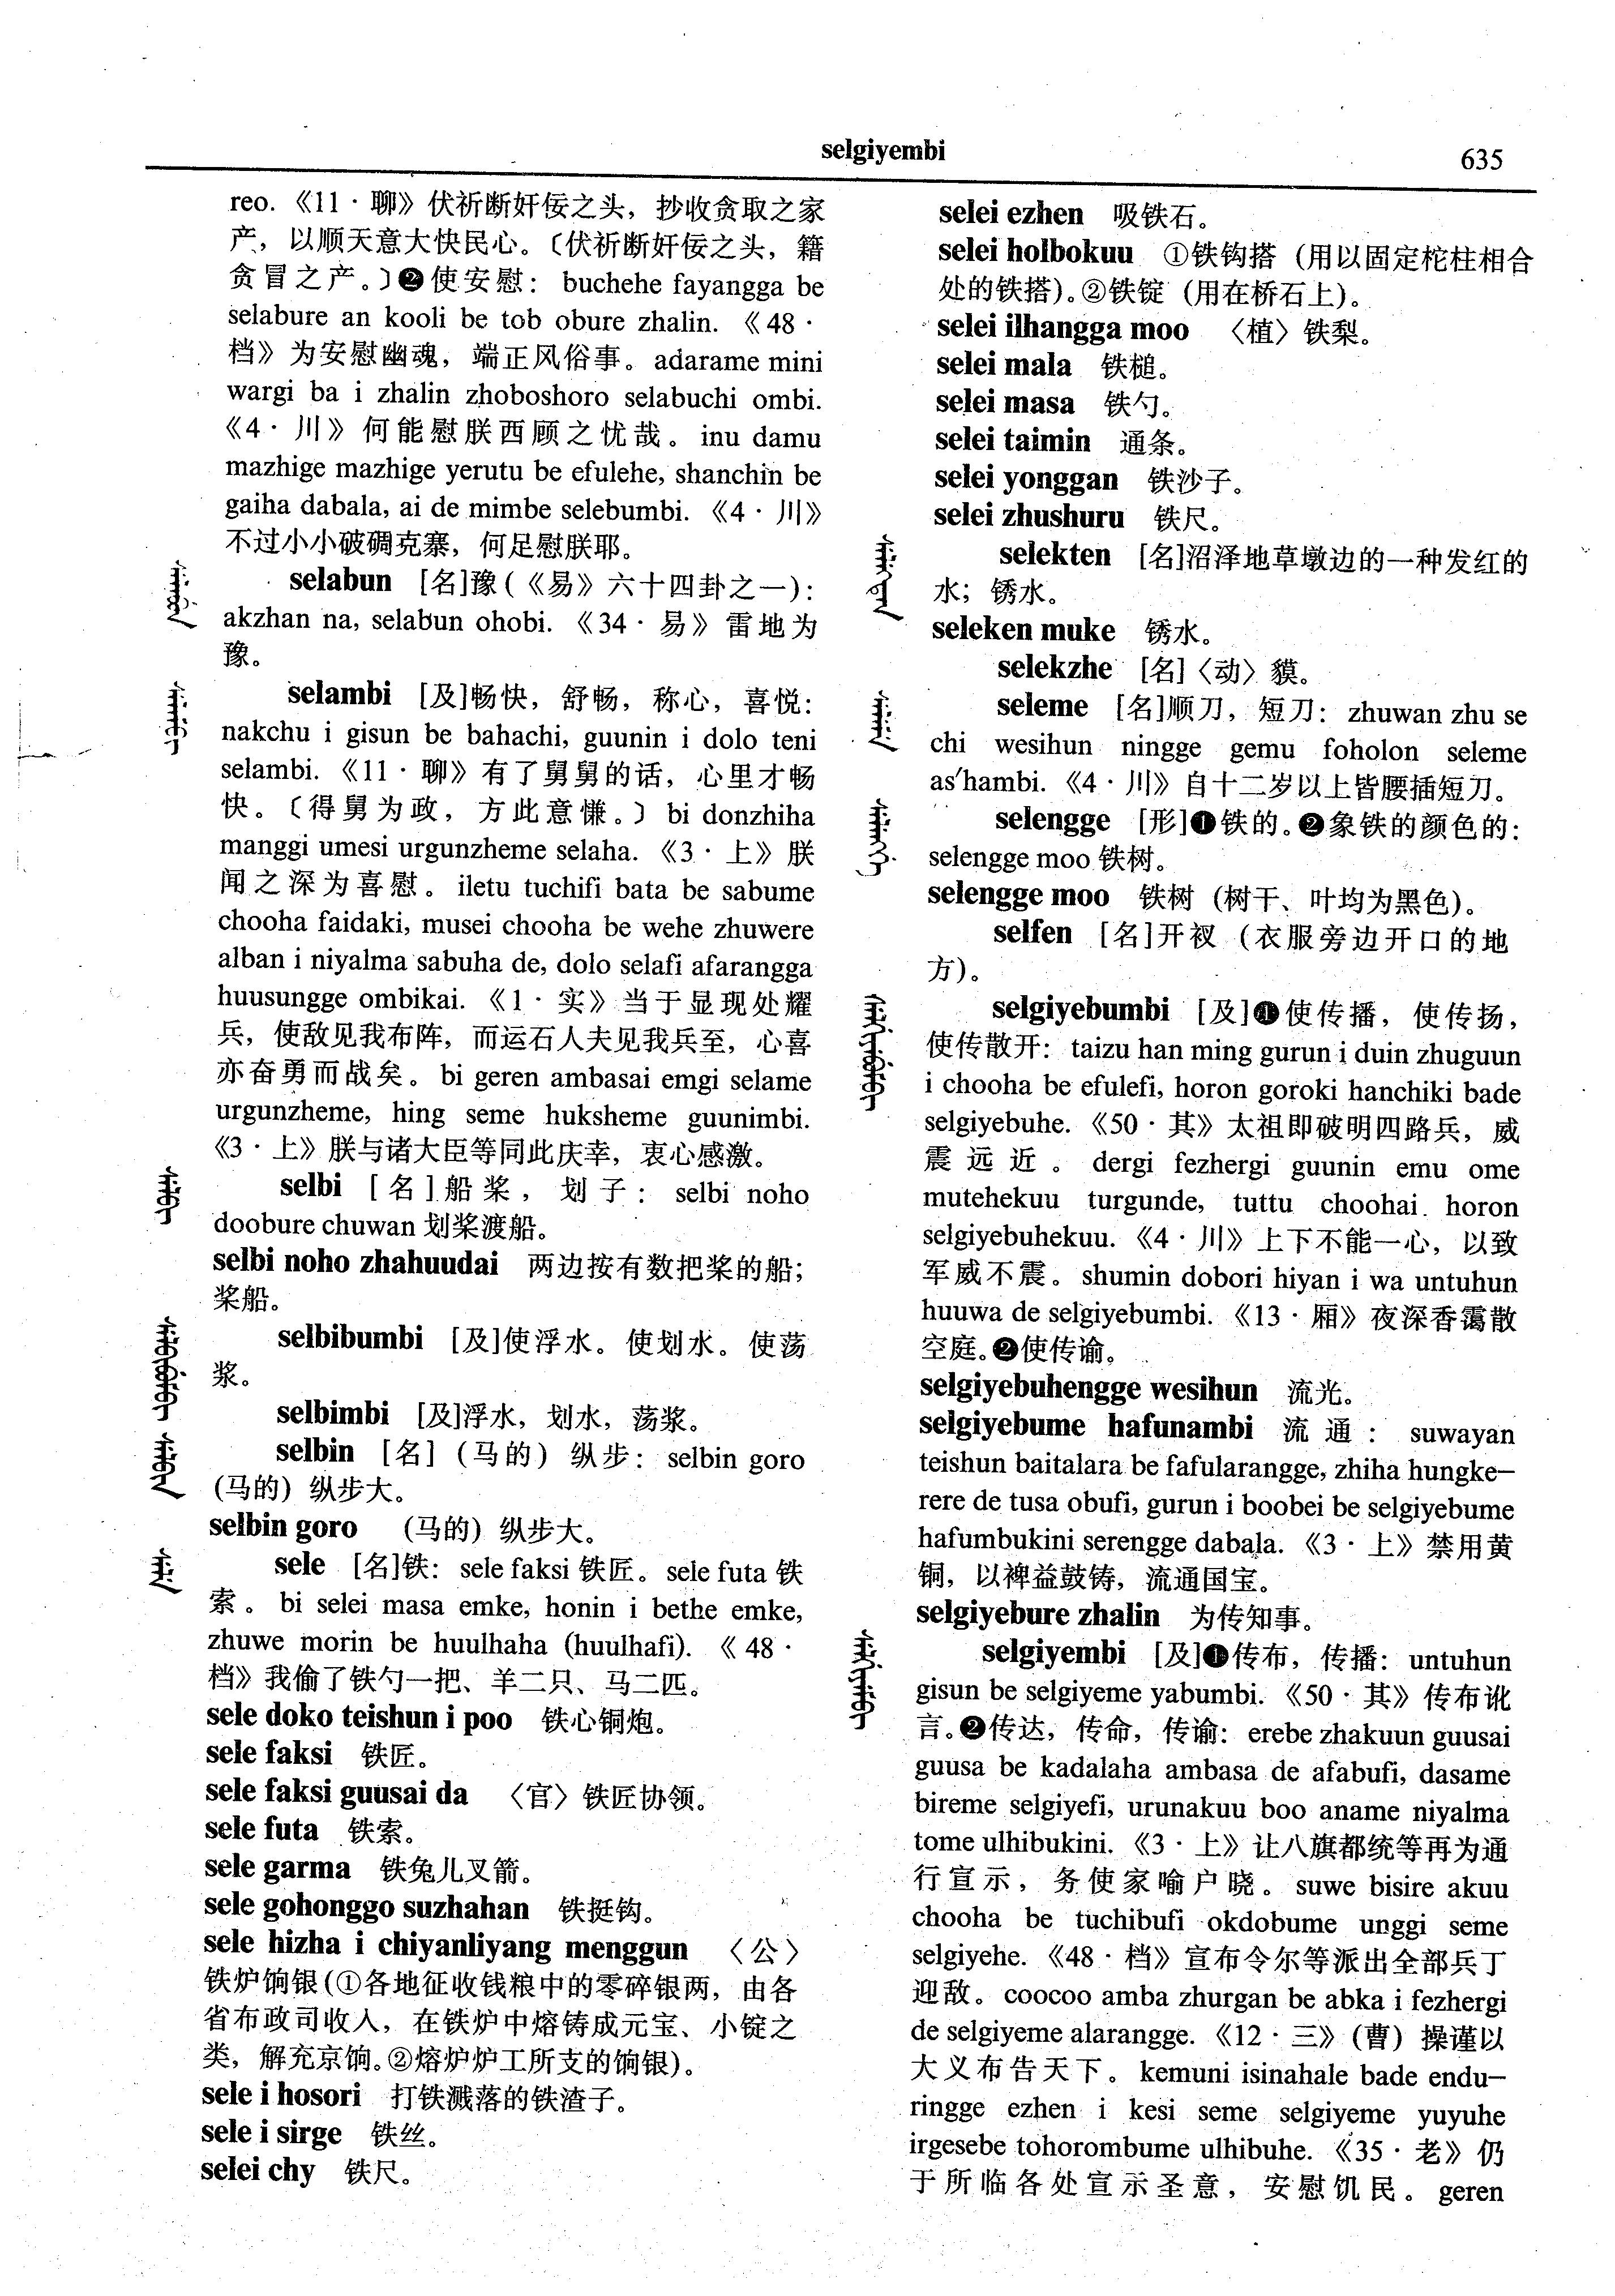 selgiyembi
635
reo. 《11·聊》伏祈断奸佞之头，抄收贪取之家
产，以顺天意大快民心。〔伏祈断奸佞之头，籍
贪冒之产。〕❷使安慰：buchehe fayangga be
selabure an kooli be tob obure zhalin. 《48·
档》为安慰幽魂，端正风俗事。adarame mini
wargi ba i zhalin zhoboshoro selabuchi ombi.
《4·川》何能慰朕西顾之忧哉。inu damu
mazhige mazhige yerutu be efulehe, shanchin be
gaiha dabala, ai de mimbe selebumbi. 《4·川》
不过小小破碉克寨，何足慰朕耶。
selabun [名]豫(《易》六十四卦之一)：
akzhan na, selabun ohobi. 《34·易》雷地为
豫。
selambi [及]畅快，舒畅，称心，喜悦：
nakchu i gisun be bahachi, guunin i dolo teni
selambi. 《11·聊》有了舅舅的话，心里才畅
快。〔得舅为政，方此意慊。〕bi donzhiha
manggi umesi urgunzheme selaha. 《3·上》朕
闻之深为喜慰。iletu tuchifi bata be sabume
chooha faidaki, musei chooha be wehe zhuwere
alban i niyalma sabuha de, dolo selafi afarangga
huusungge ombikai. 《1·实》当于显现处耀
兵，使敌见我布阵，而运石人夫见我兵至，心喜
亦奋勇而战矣。bi geren ambasai emgi selame
urgunzheme, hing seme huksheme guunimbi.
《3·上》朕与诸大臣等同此庆幸，衷心感激。
selbi [名]船桨，划子：selbi noho
doobure chuwan 划桨渡船。
selbi noho zhahuudai 两边按有数把桨的船；
桨船。
selbibumbi [及]使浮水。使划水。使荡
浆。
selbimbi [及]浮水，划水，荡浆。
selbin [名] (马的) 纵步：selbin goro
(马的) 纵步大。
selbin goro (马的) 纵步大。
sele [名]铁：sele faksi 铁匠。sele futa 铁
索。bi selei masa emke, honin i bethe emke,
zhuwe morin be huulhaha (huulhafi). 《48·
档》我偷了铁勺一把、羊二只、马二匹。
sele doko teishun i poo 铁心铜炮。
sele faksi 铁匠。
sele faksi guusai da 〈官〉铁匠协领。
sele futa 铁索。
sele garma 铁兔儿叉箭。
sele gohonggo suzhahan 铁挺钩。
sele hizha i chiyanliyang menggun 〈公〉
铁炉饷银(①各地征收钱粮中的零碎银两，由各
省布政司收人，在铁炉中熔铸成元宝、小锭之
类，解充京饷。②熔炉炉工所支的饷银)。
sele i hosori 打铁溅落的铁渣子。
sele i sirge 铁丝。
selei chy 铁尺。
selei ezhen 吸铁石。
selei holbokuu ①铁钩搭 (用以固定柁柱相合
处的铁搭)。②铁锭 (用在桥石上)。
selei ilhangga moo 〈植〉铁梨。
selei mala 铁槌。
selei masa 铁勺。
selei taimin 通条。
selei yonggan 铁沙子。
selei zhushuru 铁尺。
selekten [名]沼泽地草墩边的一种发红的
水；锈水。
seleken muke 锈水。
selekzhe [名]〈动〉貘。
seleme [名]顺刀，短刀：zhuwan zhu se
chi wesihun ningge gemu foholon seleme
as'hambi. 《4·川》自十二岁以上皆腰插短刀。
selengge [形]❶铁的。❷象铁的颜色的：
selengge moo 铁树。
selengge moo 铁树 (树干、叶均为黑色)。
selfen [名]开衩 (衣服旁边开口的地
方)。
selgiyebumbi [及]❶使传播，使传扬，
使传散开：taizu han ming gurun i duin zhuguun
i chooha be efulefi, horon goroki hanchiki bade
selgiyebuhe. 《50·其》太祖即破明四路兵，威
震远近。dergi fezhergi guunin emu ome
mutehekuu turgunde, tuttu choohai horon
selgiyebuhekuu. 《4·川》上下不能一心，以致
军威不震。shumin dobori hiyan i wa untuhun
huuwa de selgiyebumbi. 《13·厢》夜深香霭散
空庭。❷使传谕。
selgiyebuhengge wesihun 流光。
selgiyebume hafunambi 流通：suwayan
teishun baitalara be fafularangge, zhiha hungke-
rere de tusa obufi, gurun i boobei be selgiyebume
hafumbukini serengge dabala. 《3·上》禁用黄
铜，以裨益鼓铸，流通国宝。
selgiyebure zhalin 为传知事。
selgiyembi [及]❶传布，传播：untuhun
gisun be selgiyeme yabumbi. 《50·其》传布讹
言。❷传达，传命，传谕：erebe zhakuun guusai
guusa be kadalaha ambasa de afabufi, dasame
bireme selgiyefi, urunakuu boo aname niyalma
tome ulhibukini. 《3·上》让八旗都统等再为通
行宣示，务使家喻户晓。suwe bisire akuu
chooha be tuchibufi okdobume unggi seme
selgiyehe. 《48·档》宣布令尔等派出全部兵丁
迎敌。coocoo amba zhurgan be abka i fezhergi
de selgiyeme alarangge. 《12·三》(曹) 操谨以
大义布告天下。kemuni isinahale bade endu-
ringge ezhen i kesi seme selgiyeme yuyuhe
irgesebe tohorombume ulhibuhe. 《35·老》仍
于所临各处宣示圣意，安慰饥民。geren